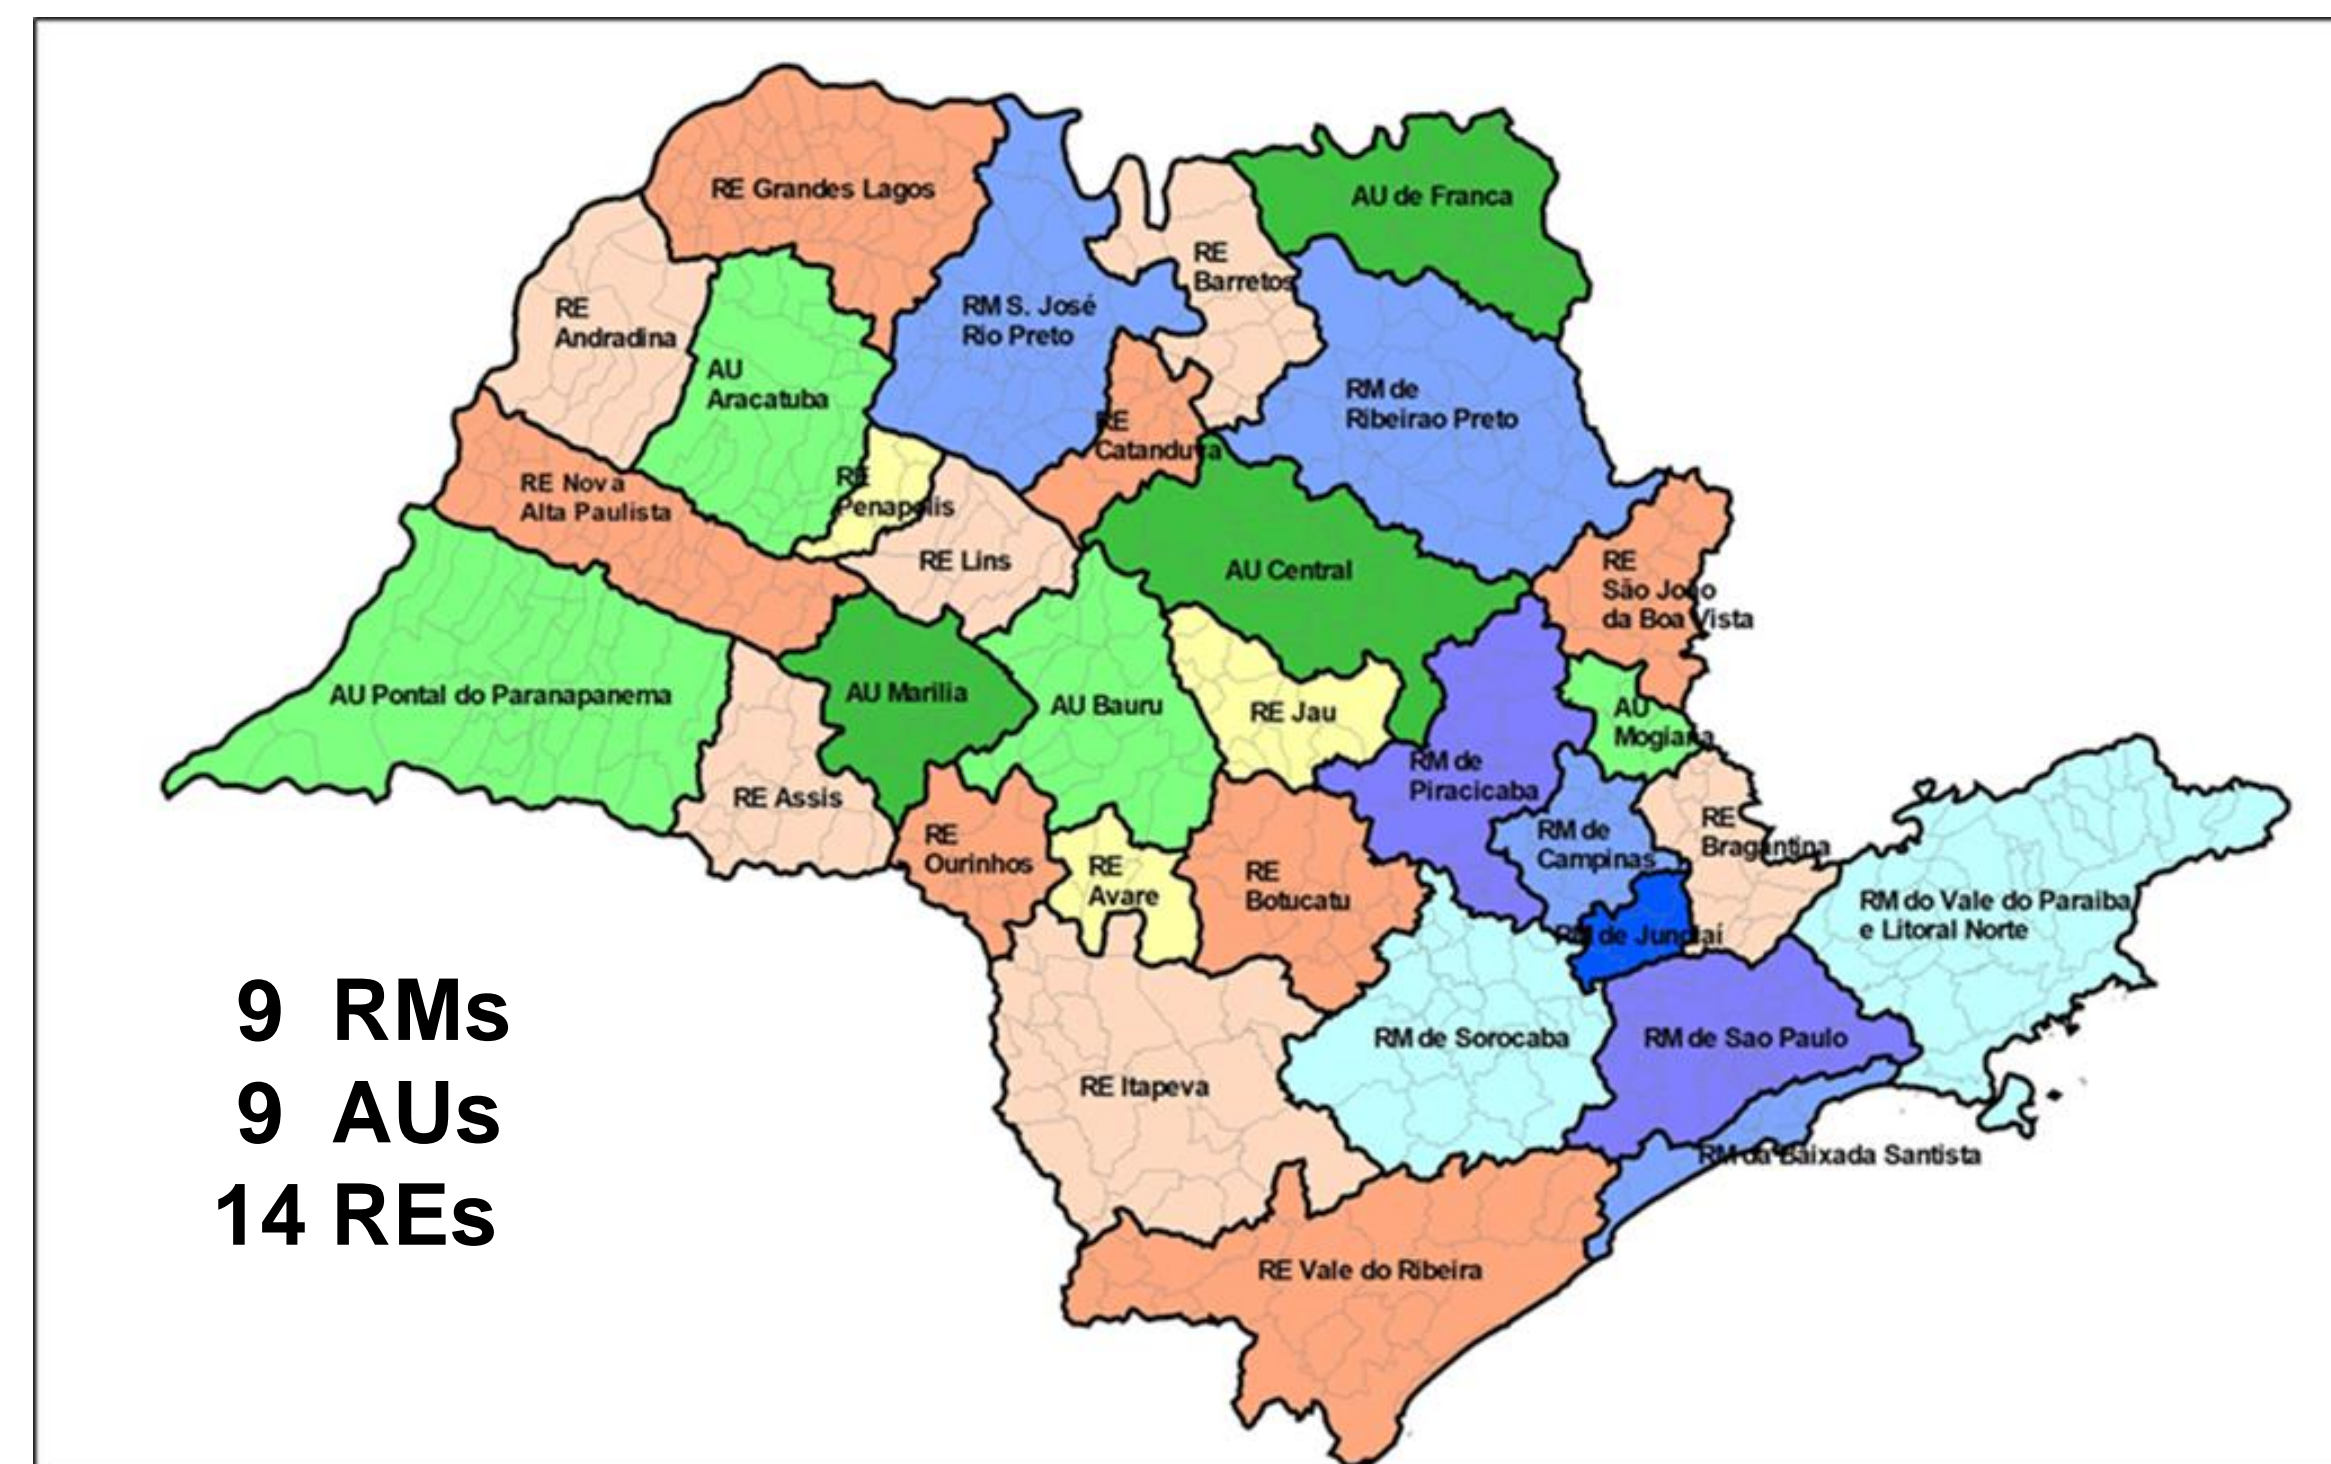 RE Grandes Lagos
AU de Franca
RE
Barretos
RE
Andradina
RM S. José
Rio Preto
AU
Aracatuba
RM de
Ribeirao Preto
RE
Catanduva
RE Nova
Alta Paulista
RE
Penapolis
RE Lins
AU Central
RE
São João
da Boa Vista
AU Pontal do Paranapanema
AU Marilia
AU Bauru
RE Jau
AU
Mogiana
RM de
Piracicaba
RE Assis
RE
Ourinhos
RE
Avare
RE
Botucatu
RM de
Campinas
RE
Bragantina
RM de Jundiaí
RM do Vale do Paraiba
e Litoral Norte
RM de Sorocaba
RM de Sao Paulo
RE Itapeva
RM da Baixada Santista
RE Vale do Ribeira
9 RMs
9 AUs
14 REs